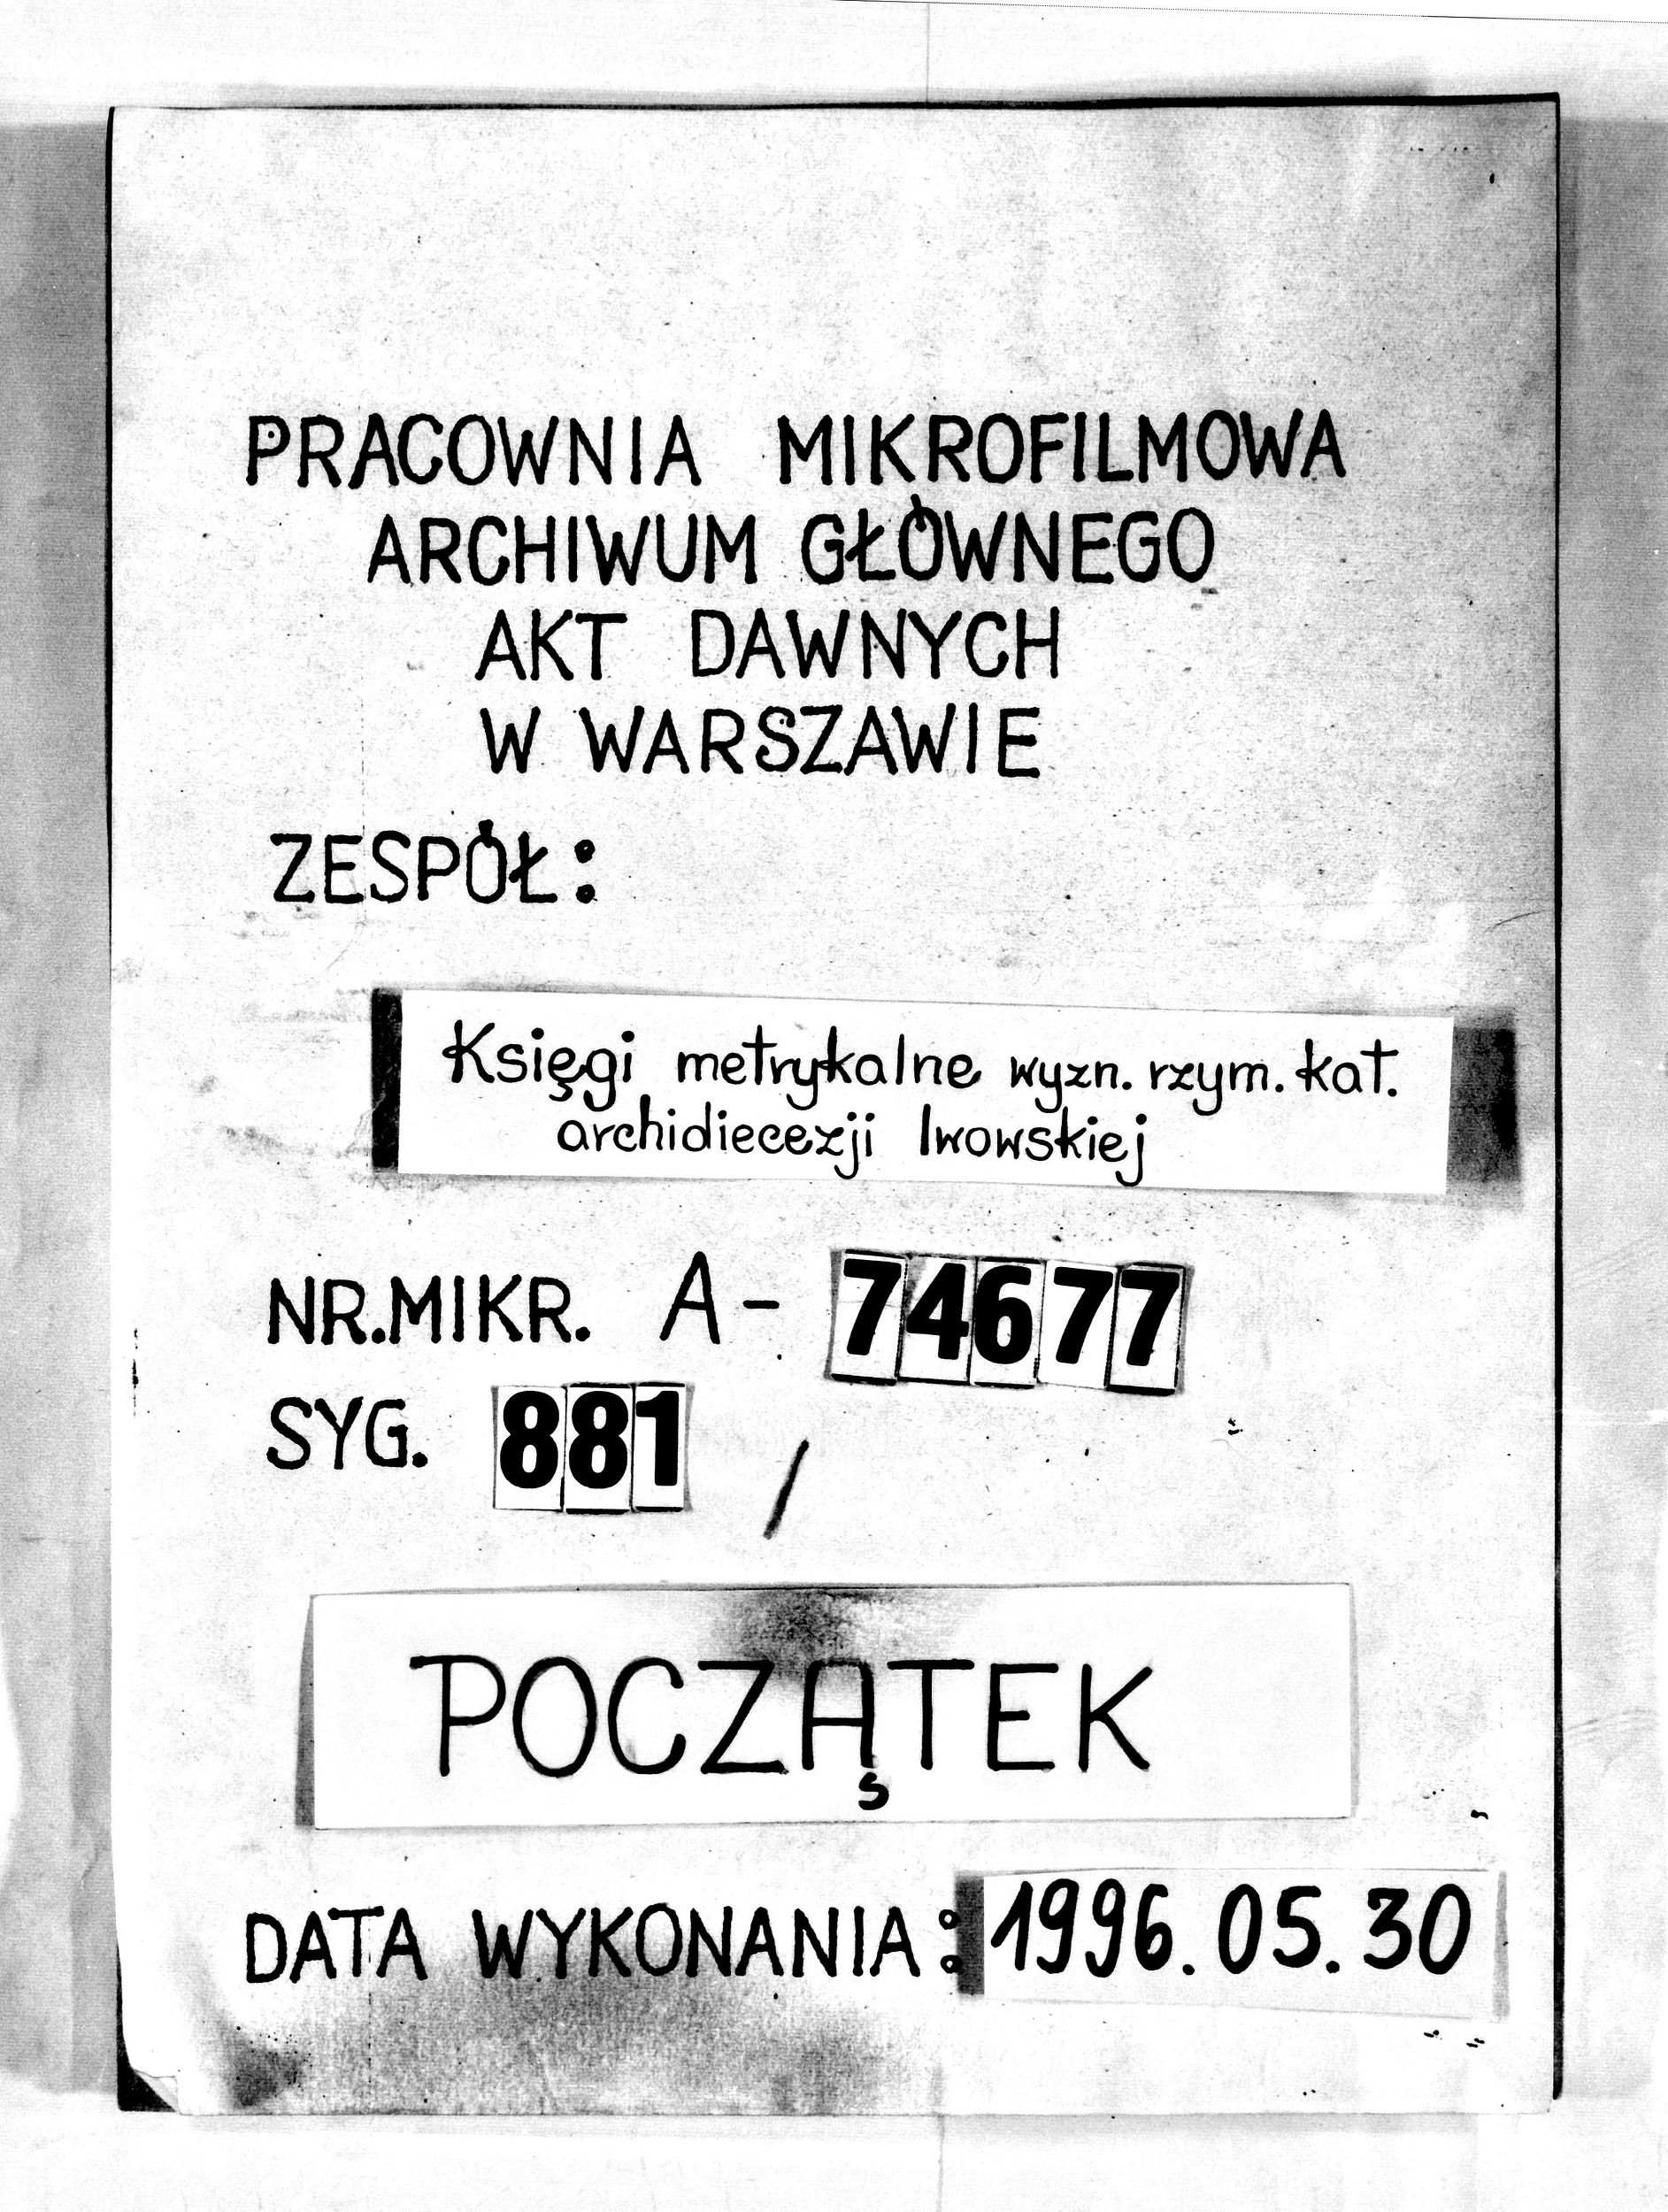 PRACOWNIA MIKROFILMOWA
ARCHIWUM GŁÓWNEGO
AKT DAWNYCH
W WARSZAWIE
ZESPÓŁ:
Księgi metrykalne wyzn. rzym. kat.
archidiecezji lwowskiej
NR. MIKR. A- 74677
SYG. 881 /
POCZĄTEK
DATA WYKONANIA: 1996.05.30